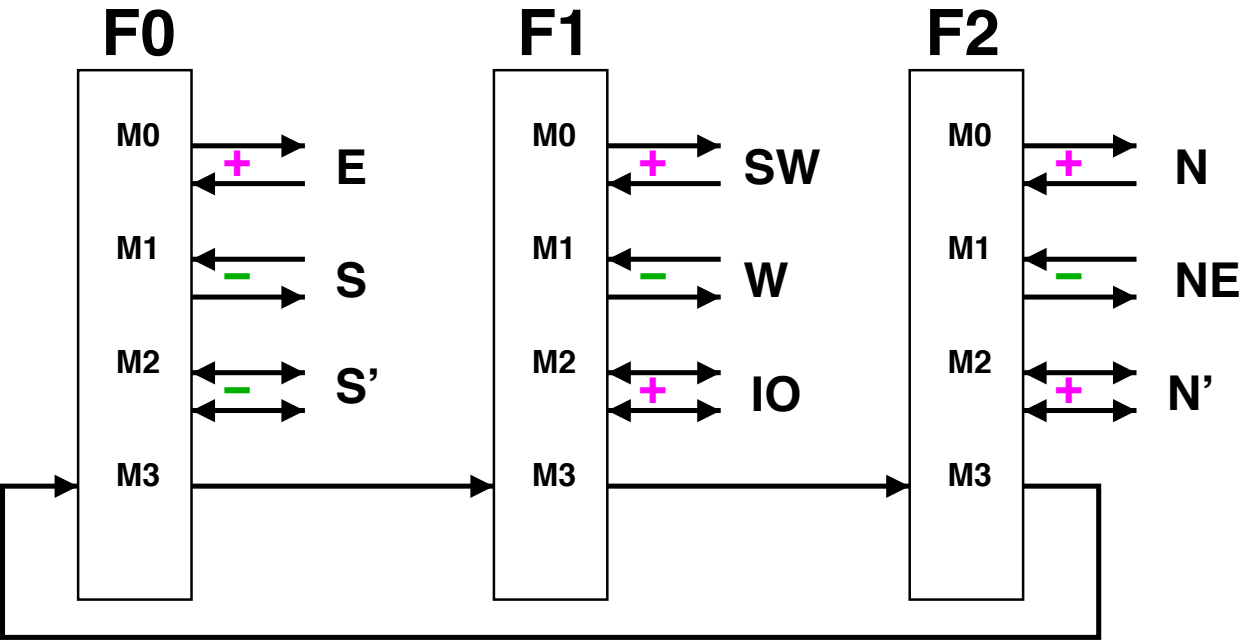 F0 F1 F2
M0 M0 M0
+ E + SW + N
M1 M1 M1
− S − W − NE
M2 M2 M2
− S’ + IO + N’
M3 M3 M3